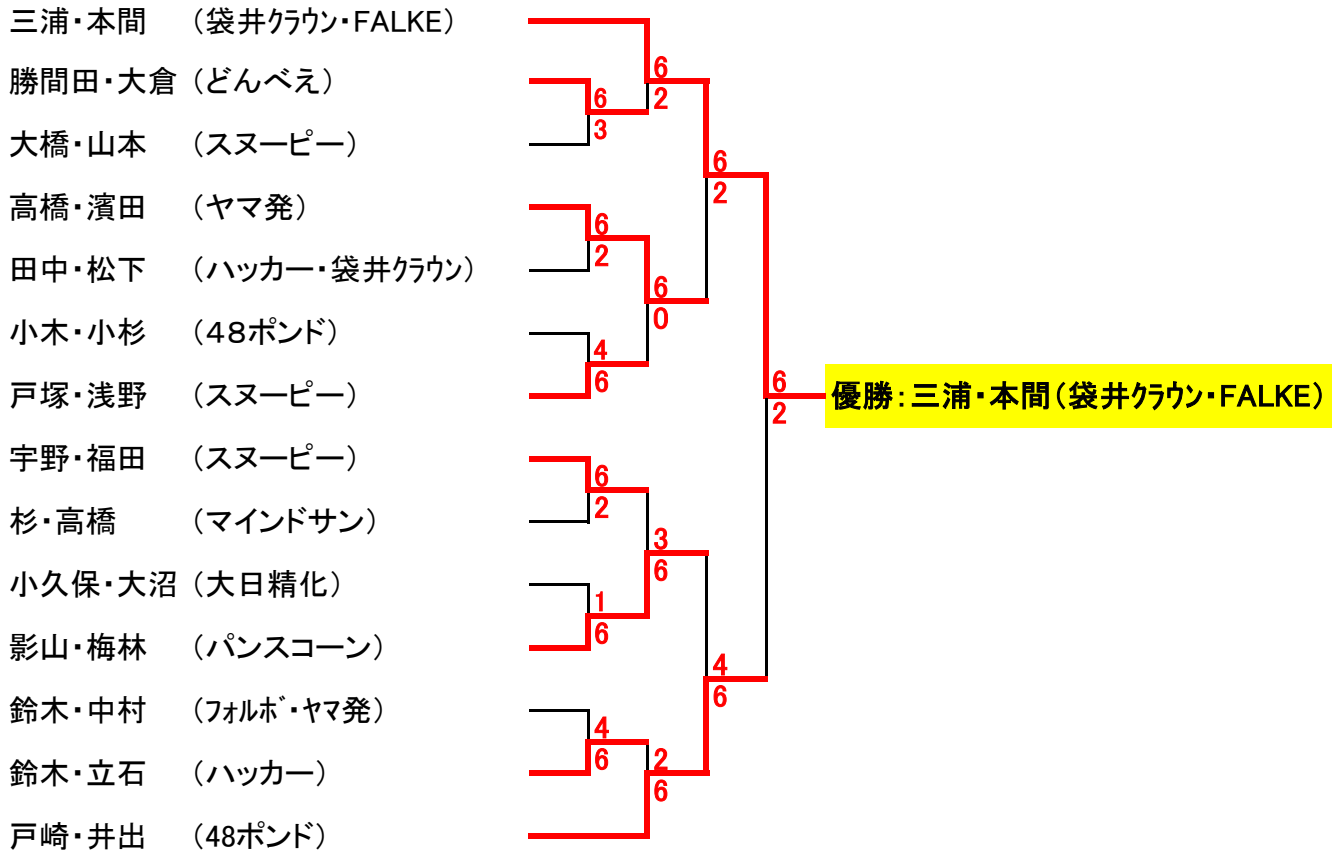 三浦・本間 (袋井ｸﾗｳﾝ・FALKE)
6
勝間田・大倉 (どんべえ)
6
2
3
大橋・山本 (スヌーピー)
6
2
高橋・濱田 (ヤマ発)
6
2
田中・松下 (ハッカー・袋井ｸﾗｳﾝ)
6
0
小木・小杉 (４８ポンド)
4
6
戸塚・浅野 (スヌーピー)
6
2
優勝：三浦・本間(袋井ｸﾗｳﾝ・FALKE)
宇野・福田 (スヌーピー)
6
2
杉・高橋 (マインドサン)
3
6
小久保・大沼 (大日精化)
1
6
影山・梅林 (パンスコーン)
4
6
鈴木・中村 (ﾌｫﾙﾎﾞ・ﾔﾏ発)
4
6
鈴木・立石 (ハッカー)
2
6
戸崎・井出 (48ポンド)